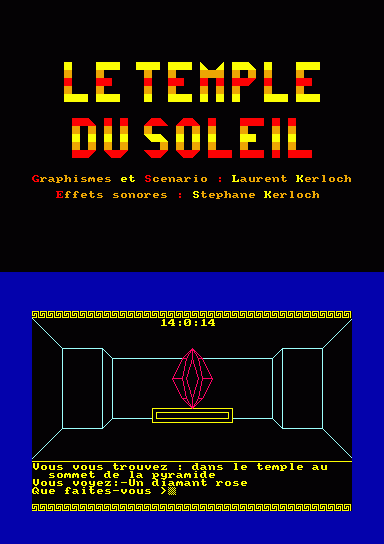 LE TEMPLE
DU SOLEIL
Graphismes et Scenario : Laurent Kerloch
Effets sonores : Stephane Kerloch
14:0:14
Vous vous trouvez : dans le temple au
sommet de la pyramide
Vous voyez:-Un diamant rose
Que faites-vous >